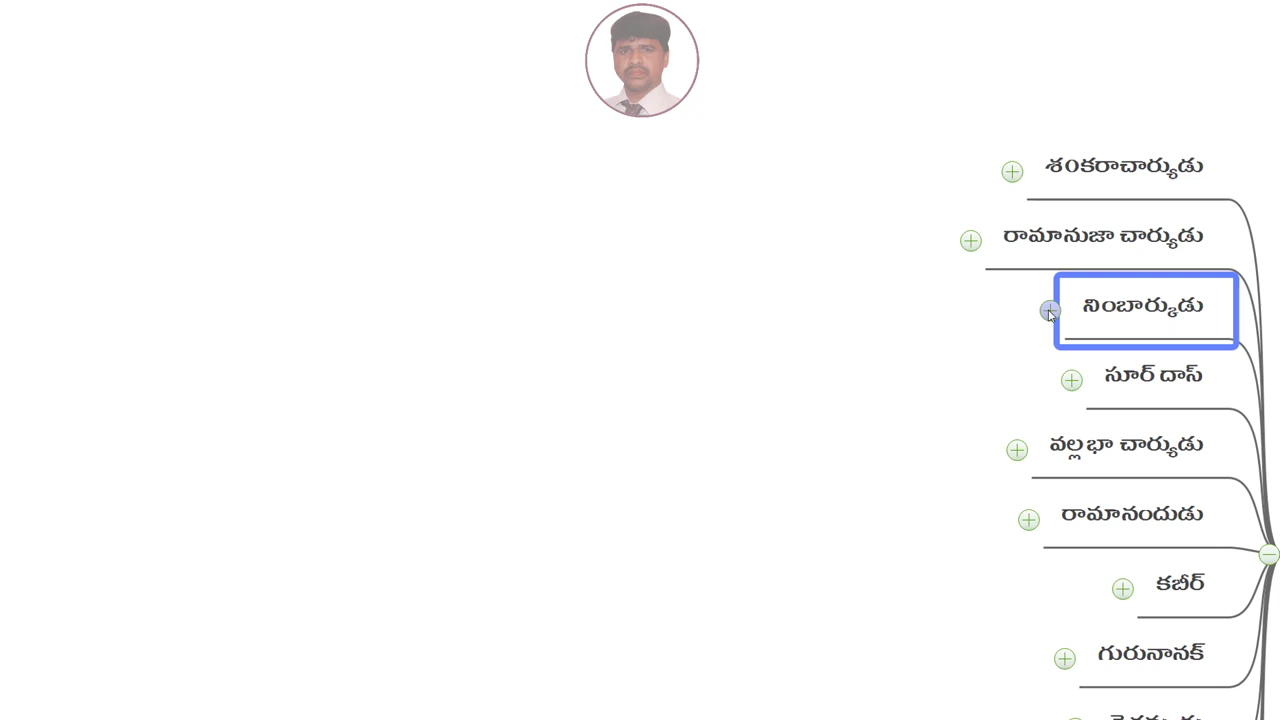 శంకరాచార్యుడు
రామానుజా చార్యుడు
నింబార్కుడు
సూర్ దాస్
వల్లభా చార్యుడు
రామానందుడు
కబీర్
గురునానక్